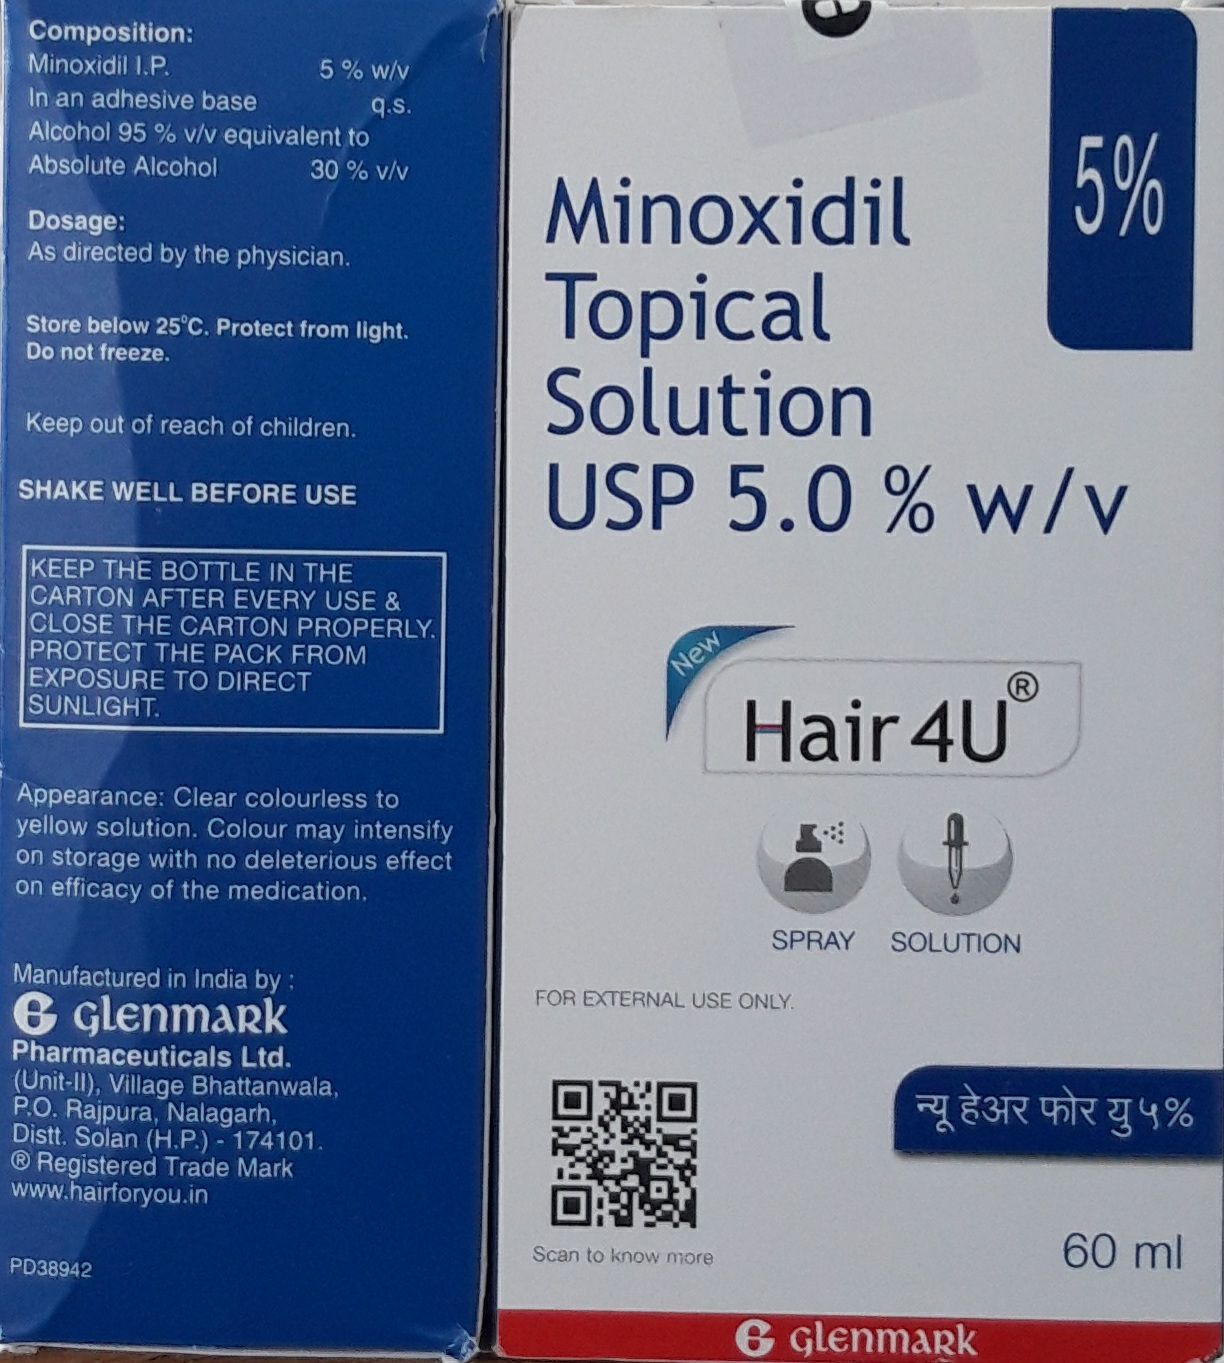 Composition:
Minoxidil I.P. 5 % w/v
In an adhesive base q.s.
Alcohol 95 % v/v equivalent to
Absolute Alcohol 30 % v/v
Dosage:
As directed by the physician.
Store below 25°C. Protect from light.
Do not freeze.
Keep out of reach of children.
SHAKE WELL BEFORE USE
KEEP THE BOTTLE IN THE
CARTON AFTER EVERY USE &
CLOSE THE CARTON PROPERLY.
PROTECT THE PACK FROM
EXPOSURE TO DIRECT
SUNLIGHT.
Appearance: Clear colourless to
yellow solution. Colour may intensify
on storage with no deleterious effect
on efficacy of the medication.
Manufactured in India by :
glenmark
Pharmaceuticals Ltd.
(Unit-II), Village Bhattanwala,
P.O. Rajpura, Nalagarh,
Distt. Solan (H.P.) - 174101.
® Registered Trade Mark
www.hairforyou.in
PD38942
5%
Minoxidil
Topical
Solution
USP 5.0 % w/v
New
Hair 4U®
SPRAY SOLUTION
FOR EXTERNAL USE ONLY.
न्यू हेअर फोर यु ५%
Scan to know more
60 ml
glenmark